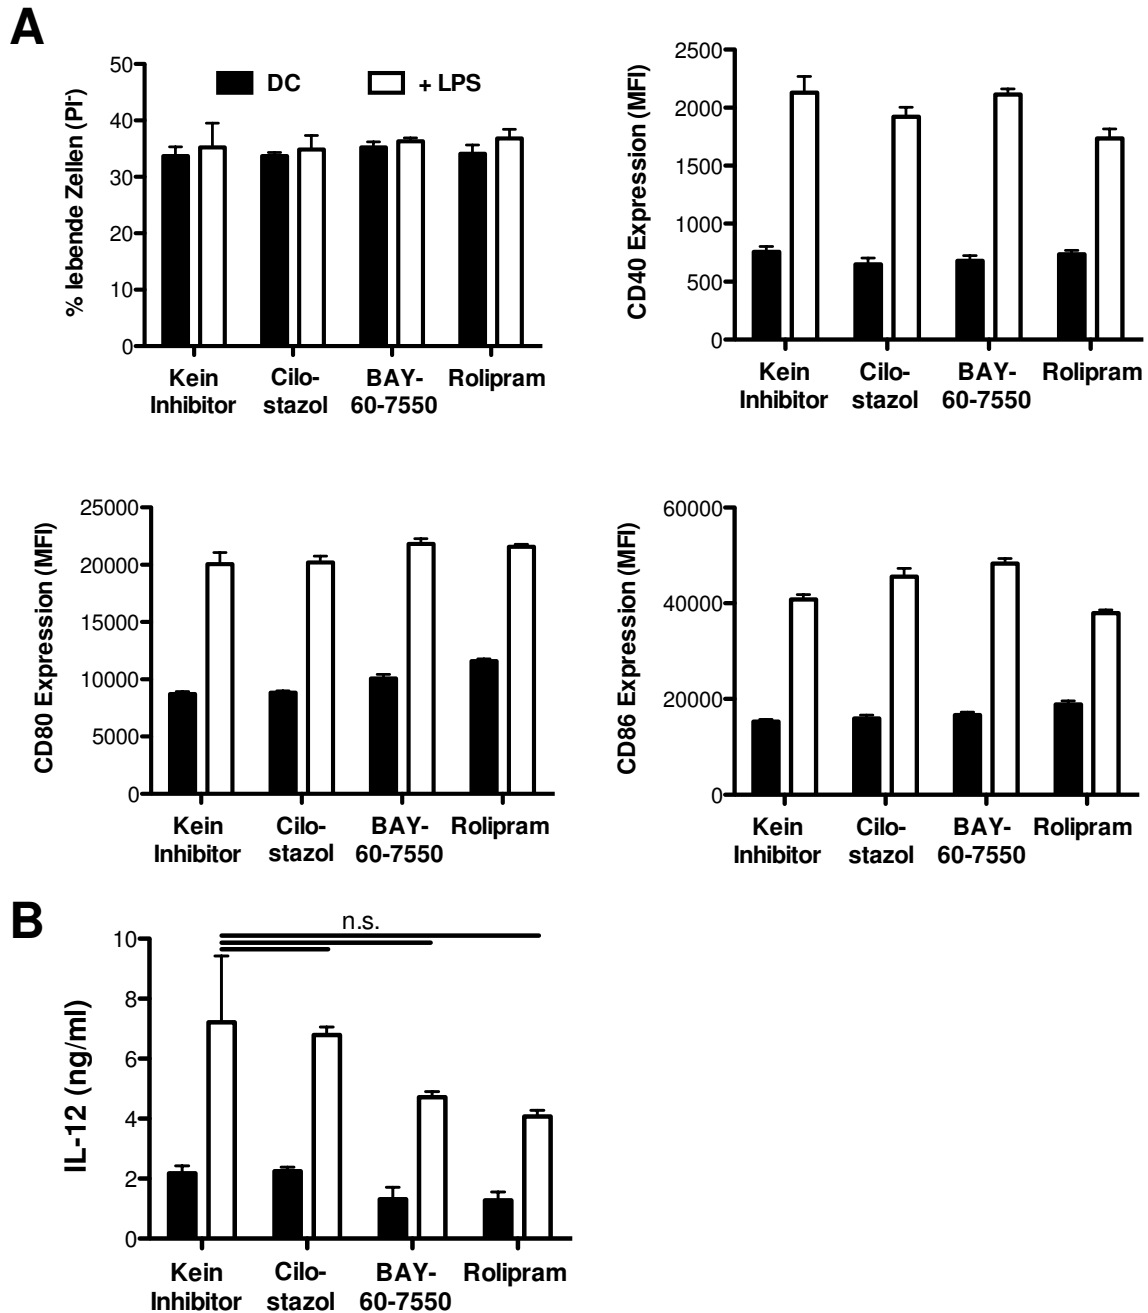 A
% lebende Zellen (PI-)
50
40
30
20
10
0
DC
+ LPS
Kein
Inhibitor
Cilo-
stazol
BAY-
60-7550
Rolipram
CD40 Expression (MFI)
2500
2000
1500
1000
500
0
Kein
Inhibitor
Cilo-
stazol
BAY-
60-7550
Rolipram
CD80 Expression (MFI)
25000
20000
15000
10000
5000
0
Kein
Inhibitor
Cilo-
stazol
BAY-
60-7550
Rolipram
CD86 Expression (MFI)
60000
40000
20000
0
Kein
Inhibitor
Cilo-
stazol
BAY-
60-7550
Rolipram
B
IL-12 (ng/ml)
10
8
6
4
2
0
n.s.
Kein
Inhibitor
Cilo-
stazol
BAY-
60-7550
Rolipram